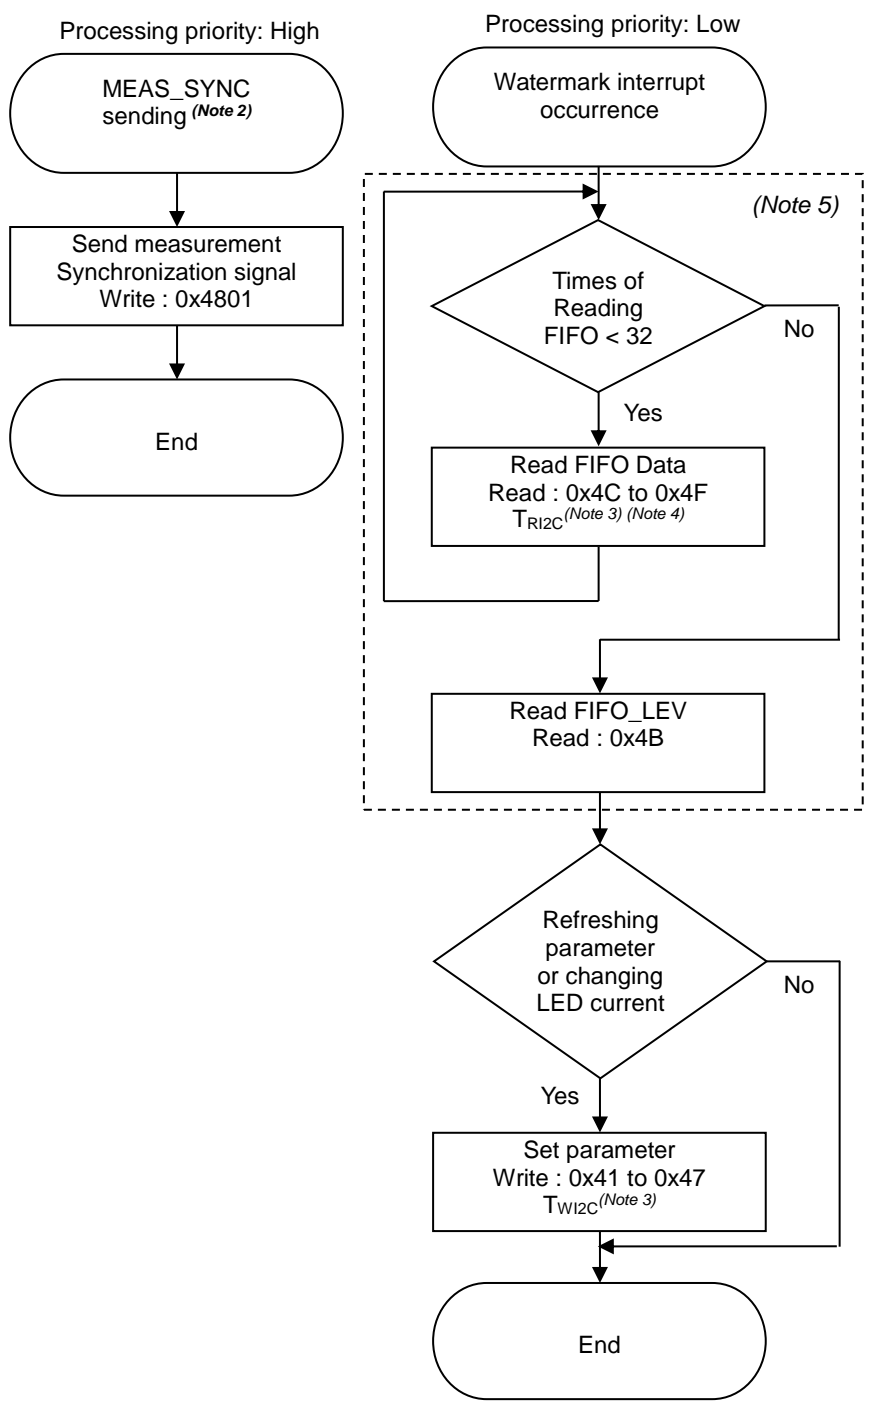 Processing priority: High
MEAS_SYNC
sending (Note 2)
Send measurement
Synchronization signal
Write : 0x4801
End
Processing priority: Low
Watermark interrupt
occurrence
(Note 5)
Times of
Reading
FIFO < 32
No
Yes
Read FIFO Data
Read : 0x4C to 0x4F
TRI2C(Note 3) (Note 4)
Read FIFO_LEV
Read : 0x4B
Refreshing
parameter
or changing
LED current
No
Yes
Set parameter
Write : 0x41 to 0x47
TWI2C(Note 3)
End